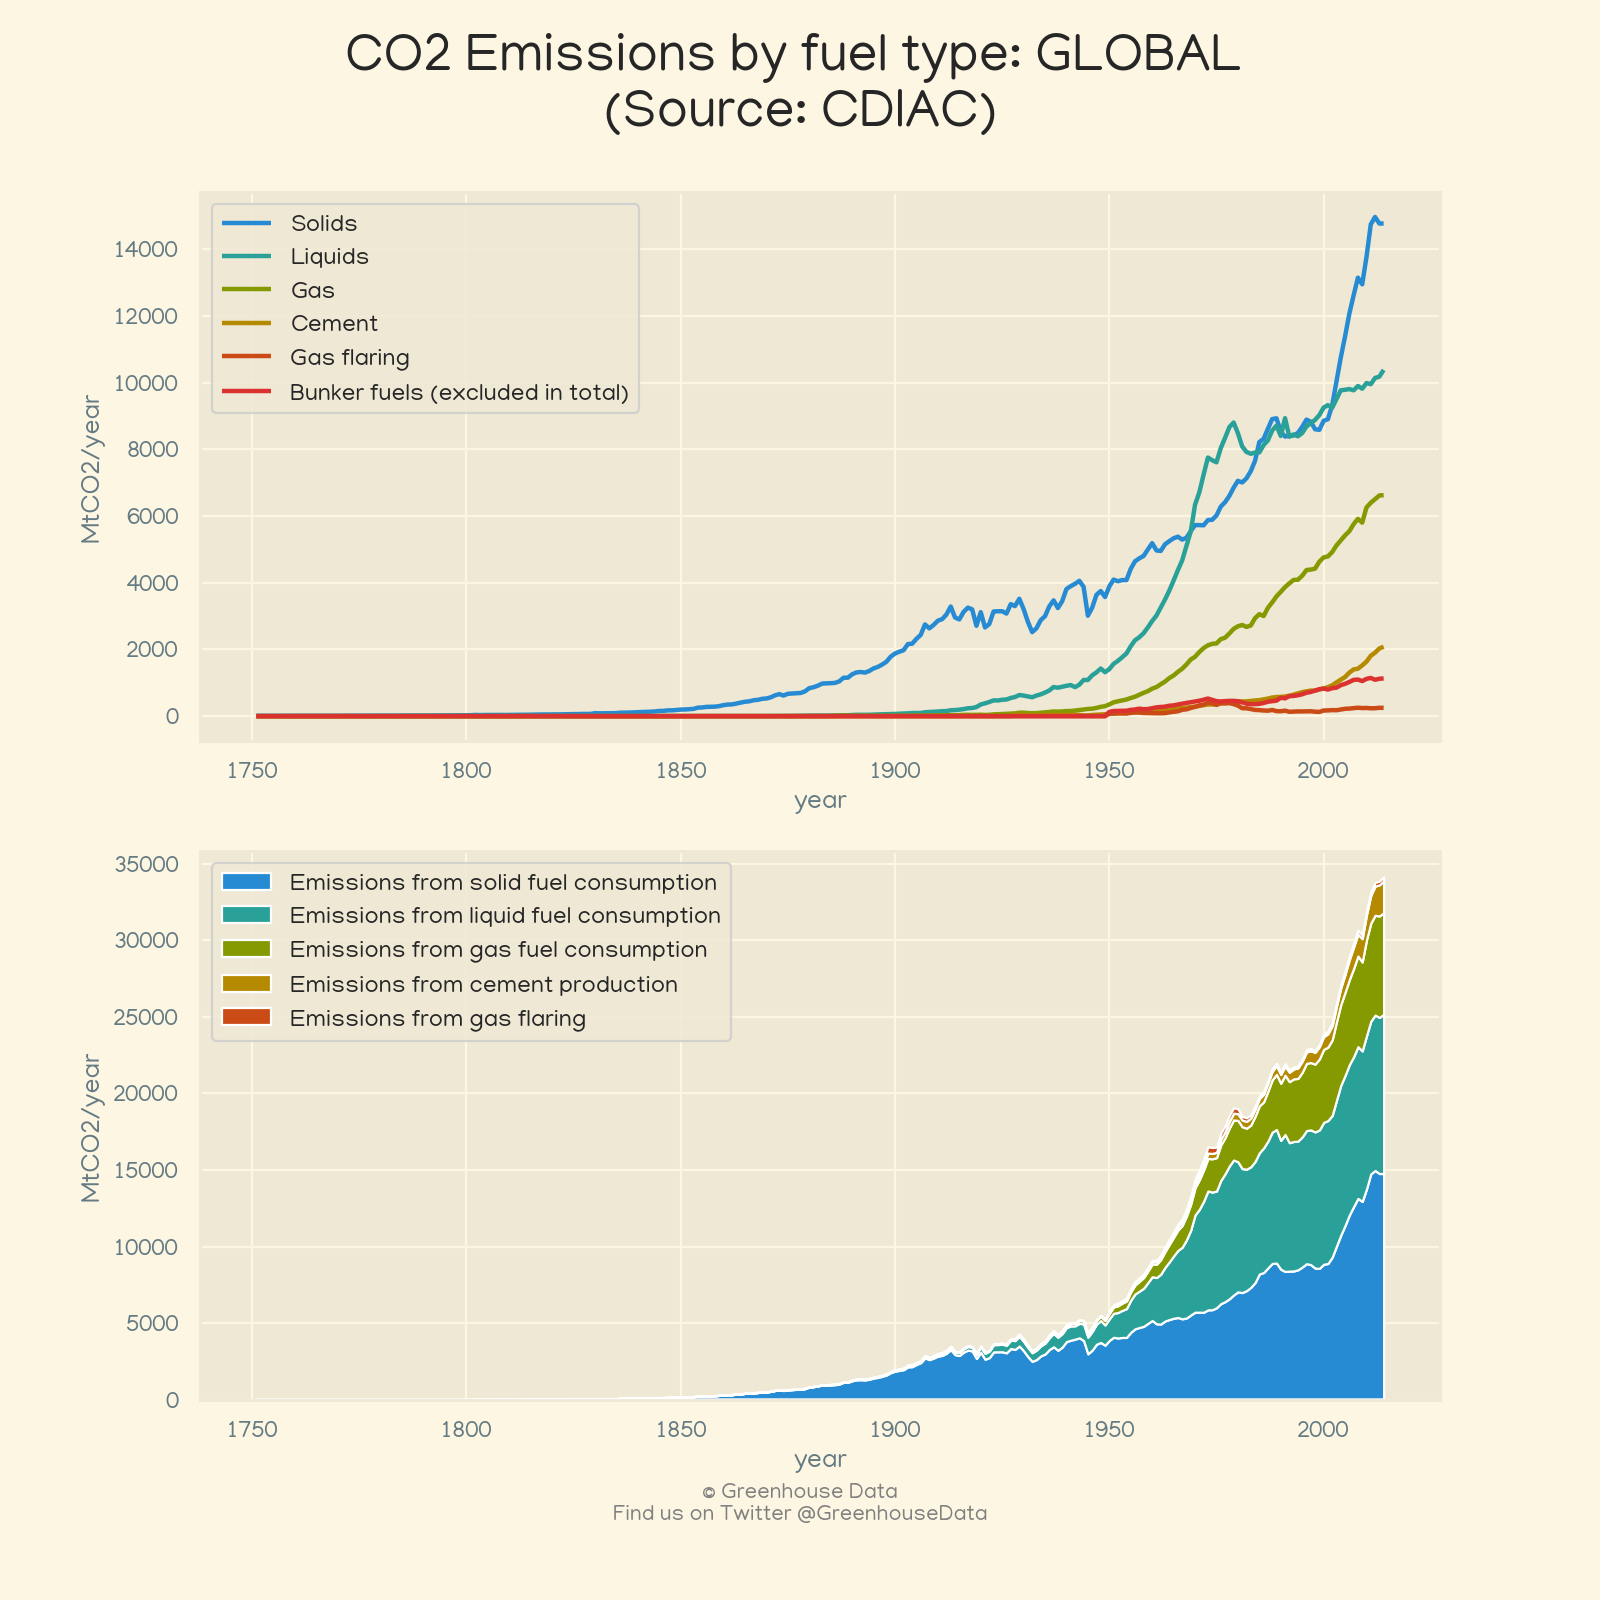 CO2 Emissions by fuel type: GLOBAL
(Source: CDIAC)
Solids
Liquids
Gas
Cement
Gas flaring
Bunker fuels (excluded in total)
14000
12000
10000
8000
6000
4000
2000
0
MtCO2/year
1750 1800 1850 1900 1950 2000
year
35000
30000
25000
20000
15000
10000
5000
0
MtCO2/year
Emissions from solid fuel consumption
Emissions from liquid fuel consumption
Emissions from gas fuel consumption
Emissions from cement production
Emissions from gas flaring
1750 1800 1850 1900 1950 2000
year
© Greenhouse Data
Find us on Twitter @GreenhouseData